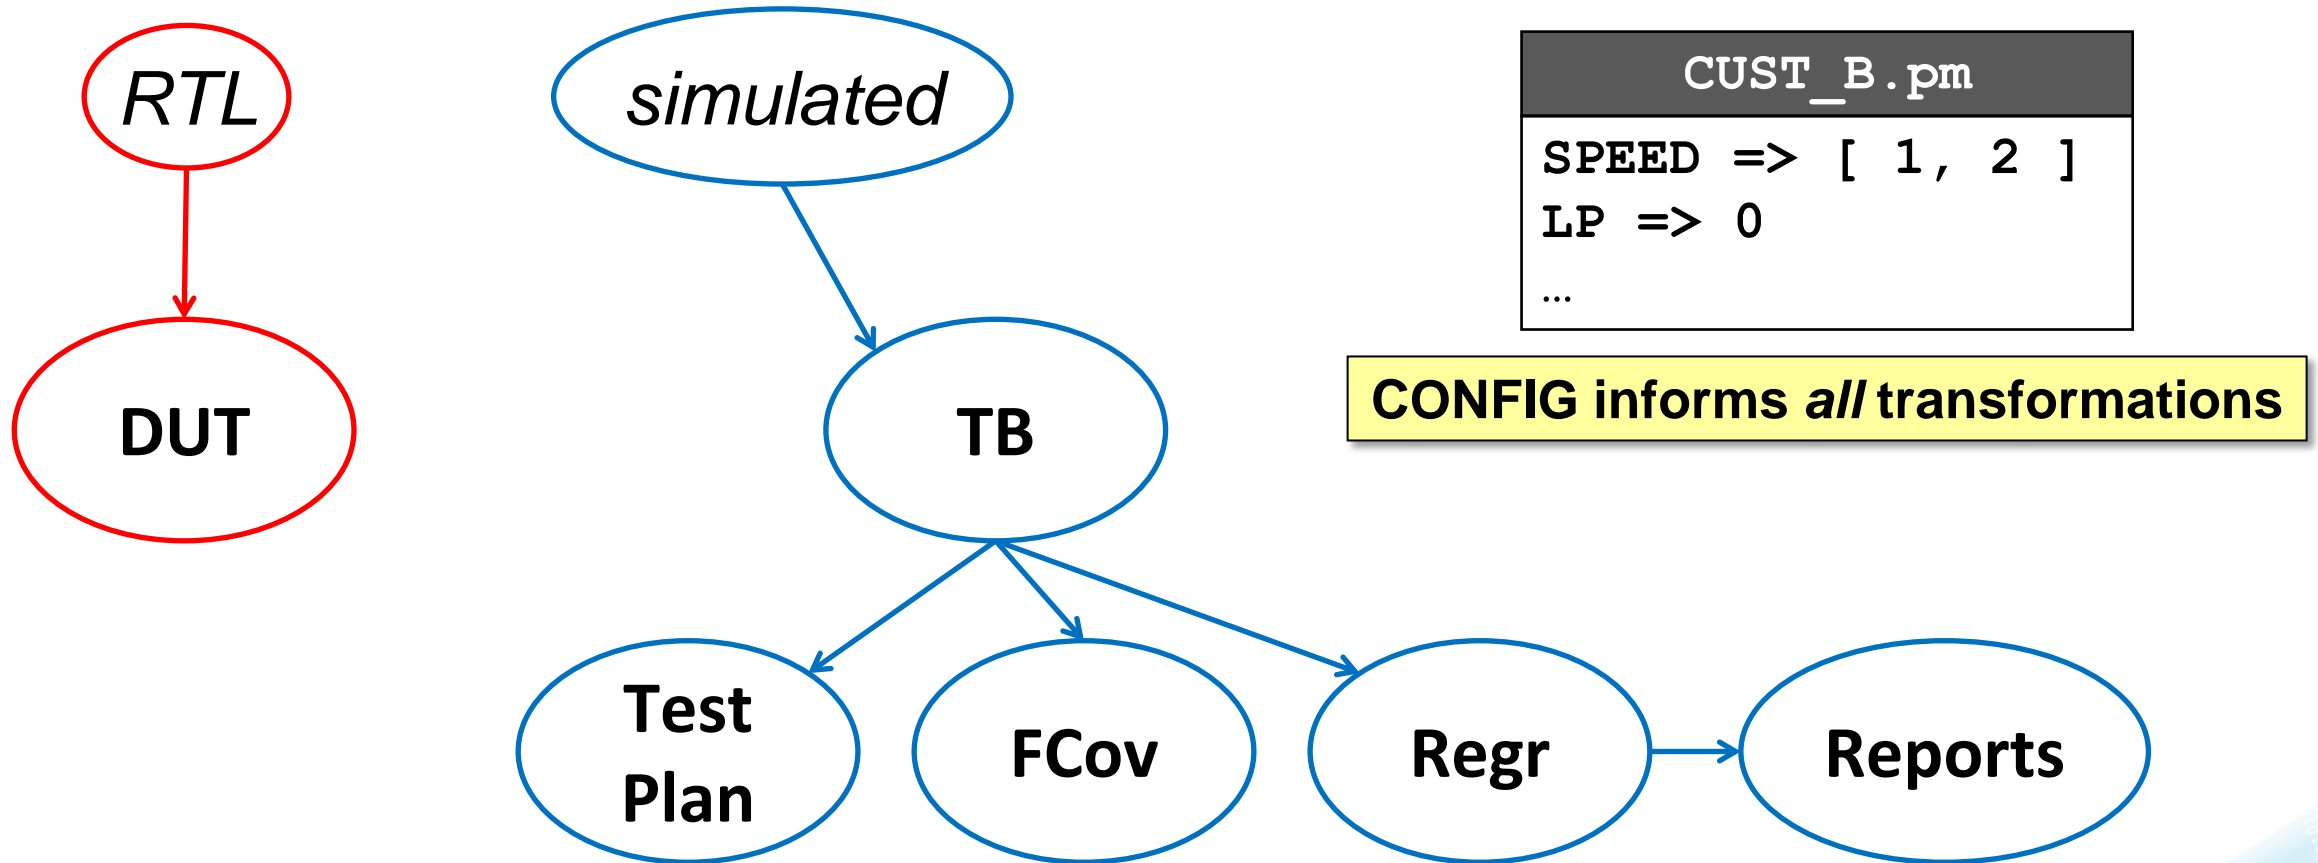 RTL
simulated
CUST_B.pm
SPEED => [ 1, 2 ]
LP => 0
…
CONFIG informs all transformations
DUT
TB
Test
Plan
FCov
Regr
Reports